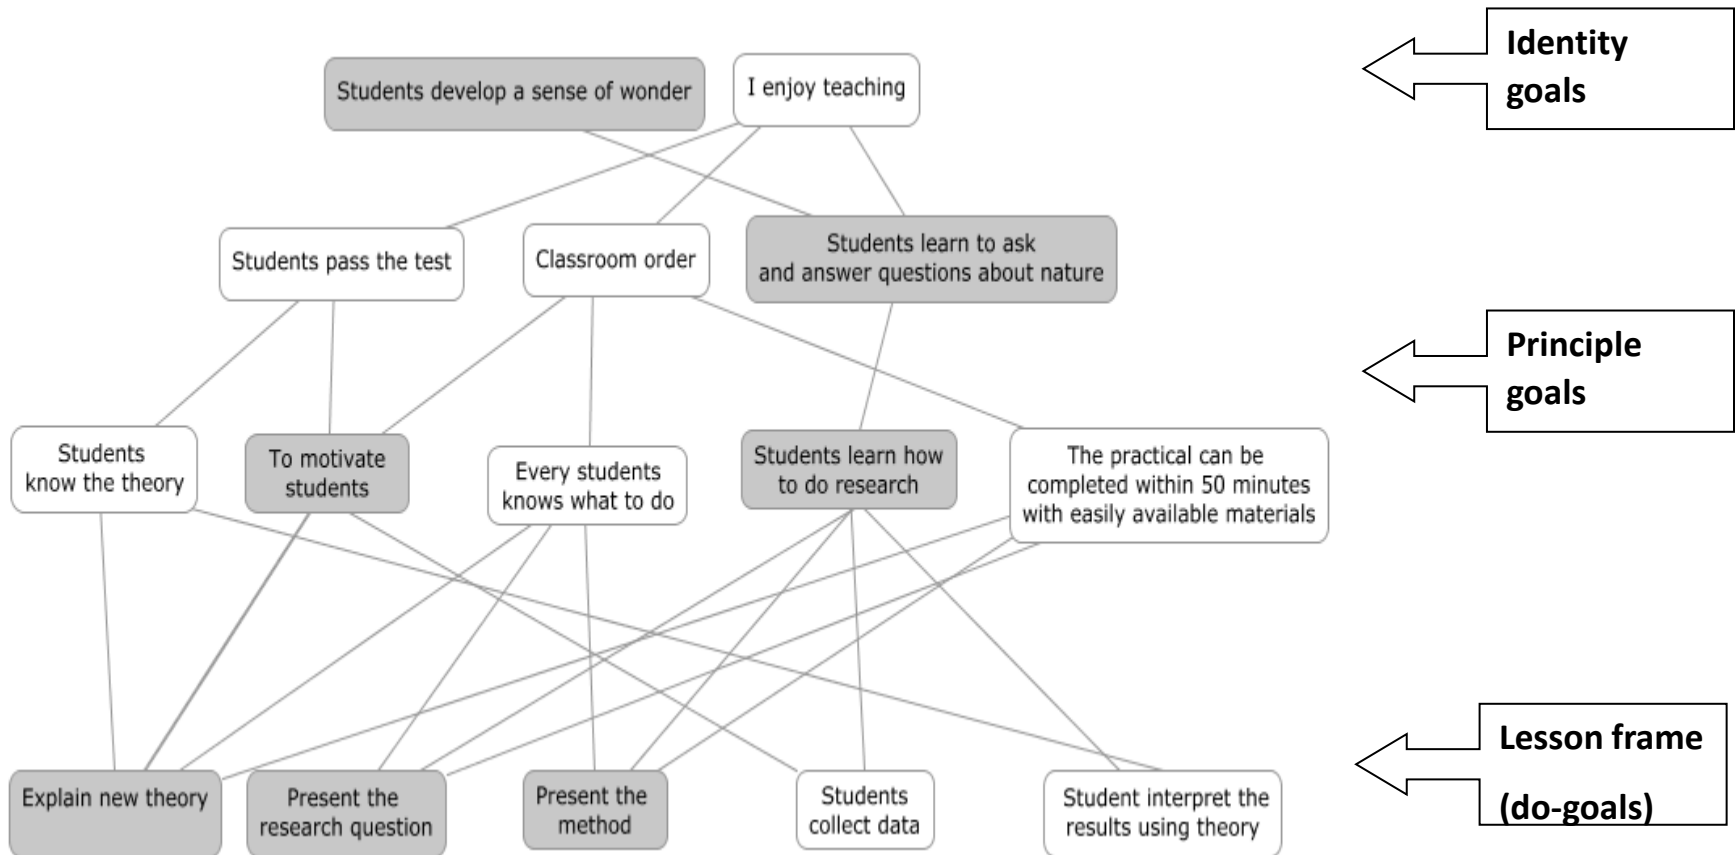 Students develop a sense of wonder
I enjoy teaching
Identity
goals
Students pass the test
Classroom order
Students learn to ask
and answer questions about nature
Principle
goals
Students
know the theory
To motivate
students
Every students
knows what to do
Students learn how
to do research
The practical can be
completed within 50 minutes
with easily available materials
Lesson frame
(do-goals)
Explain new theory
Present the
research question
Present the
method
Students
collect data
Student interpret the
results using theory